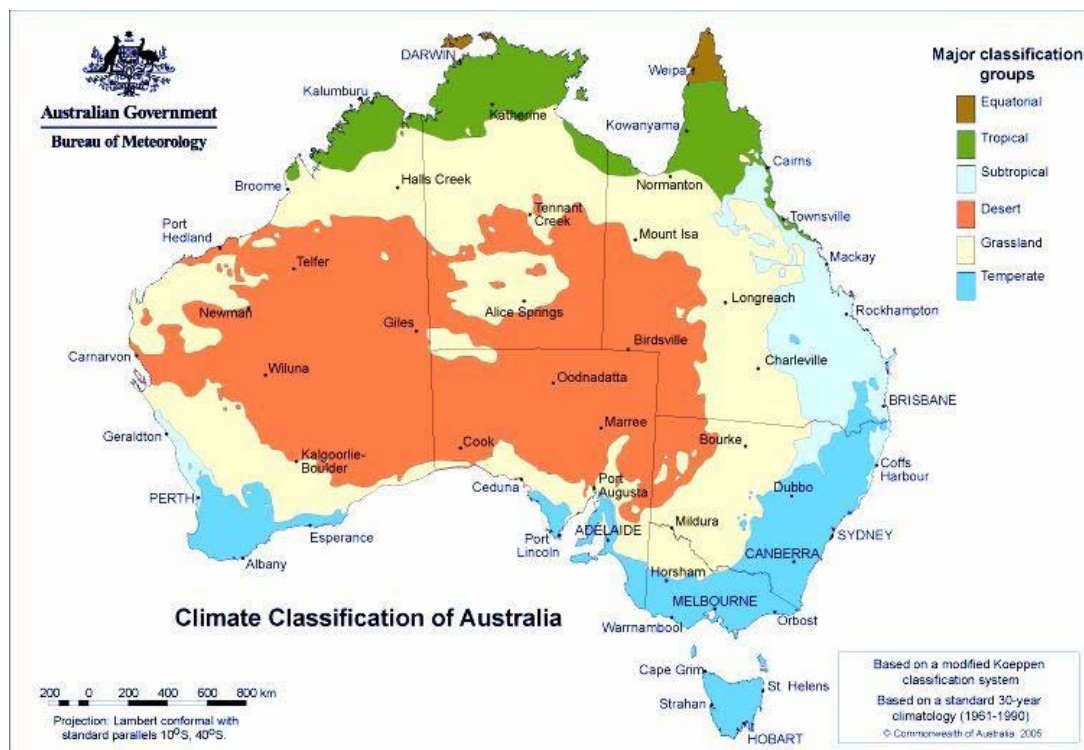 Australian Government
Bureau of Meteorology
Major classification
groups
Equatorial
Tropical
Subtropical
Desert
Grassland
Temperate
DARWIN
Weipa
Kalumburu
Katherine
Kowanyama
Cairns
Broome
Halls Creek
Normanton
Tennant
Creek
Townsville
Port
Hedland
Mount Isa
Mackay
Telfer
Newman
Alice Springs
Longreach
Rockhampton
Giles
Birdsville
Carnarvon
Wiluna
Oodnadatta
Charleville
BRISBANE
Geraldton
Marree
Bourke
Cook
Kalgoorlie-
Boulder
Coffs
Harbour
PERTH
Ceduna
Port
Augusta
Dubbo
Esperance
Port
Lincoln
ADELAIDE
Mildura
SYDNEY
Albany
CANBERRA
Horsham
MELBOURNE
Orbost
Warrnambool
Climate Classification of Australia
Cape Grim
St. Helens
Strahan
HOBART
200 0 200 400 600 800 km
Projection: Lambert conformal with
standard parallels 10°S, 40°S.
Based on a modified Koeppen
classification system
Based on a standard 30-year
climatology (1961-1990)
© Commonwealth of Australia 2005